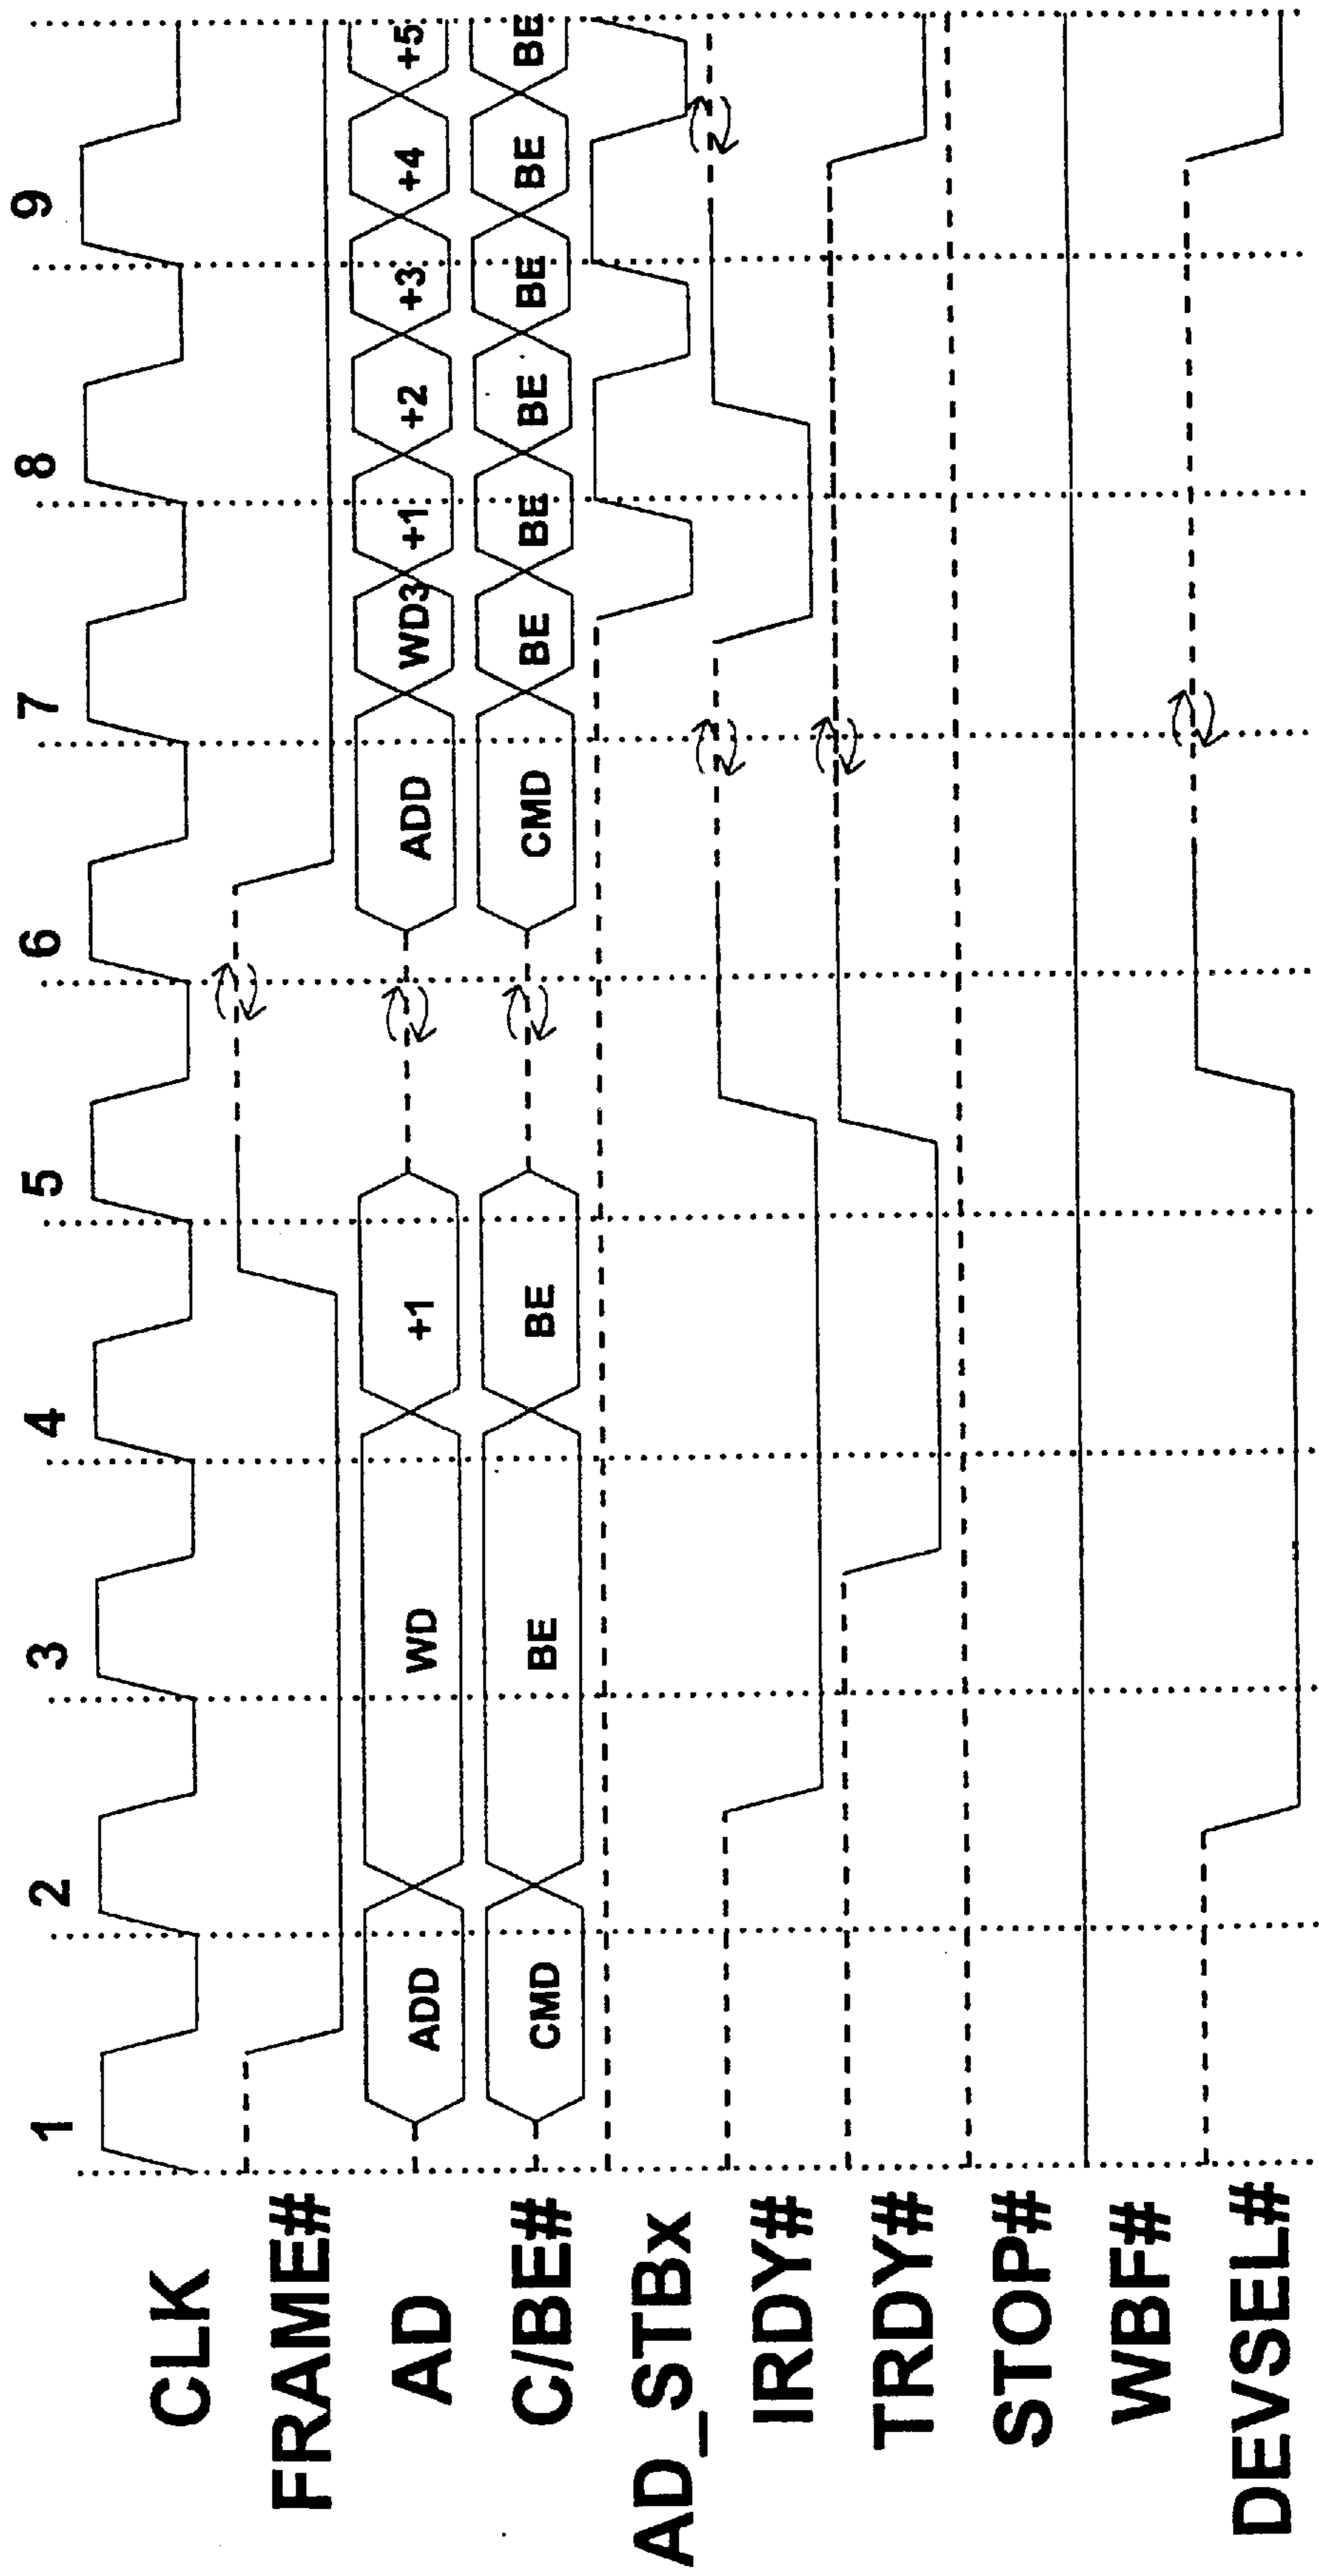 1 2 3 4 5 6 7 8 9
CLK
FRAME#
AD ADD WD +1 ADD WD3 +1 +2 +3 +4 +5
C/BE# CMD BE BE CMD BE BE BE BE BE BE
AD_STBx
IRDY#
TRDY#
STOP#
WBF#
DEVSEL#